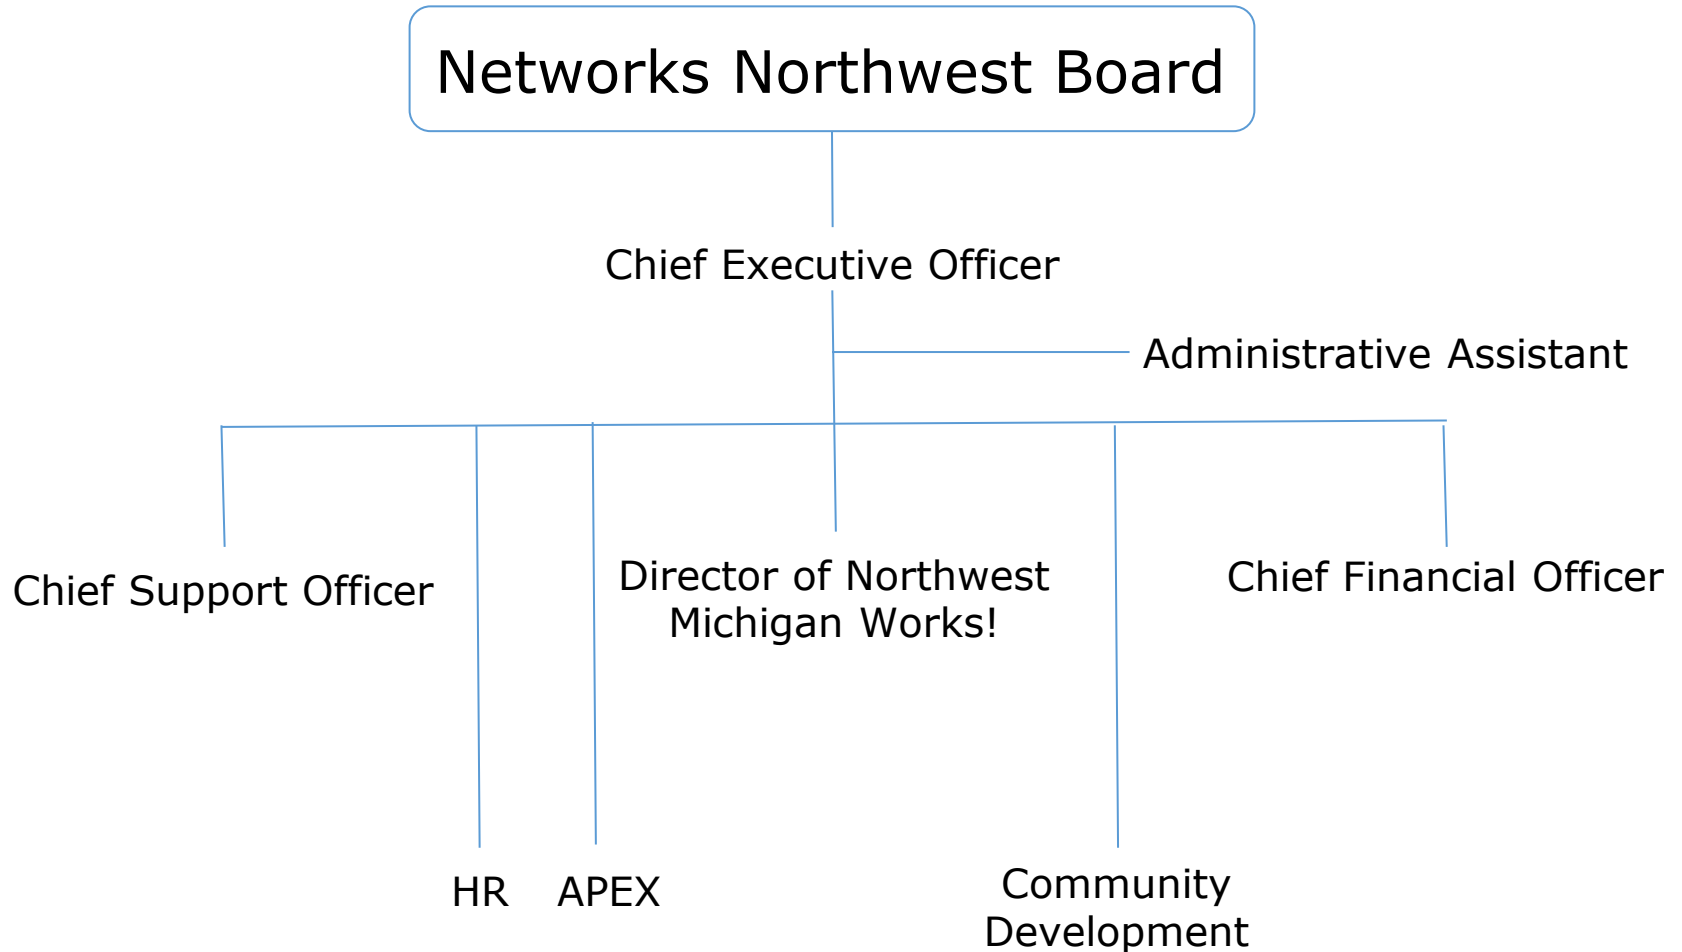 Networks Northwest Board
Chief Executive Officer
Administrative Assistant
Chief Support Officer
Director of Northwest
Michigan Works!
Chief Financial Officer
HR
APEX
Community
Development